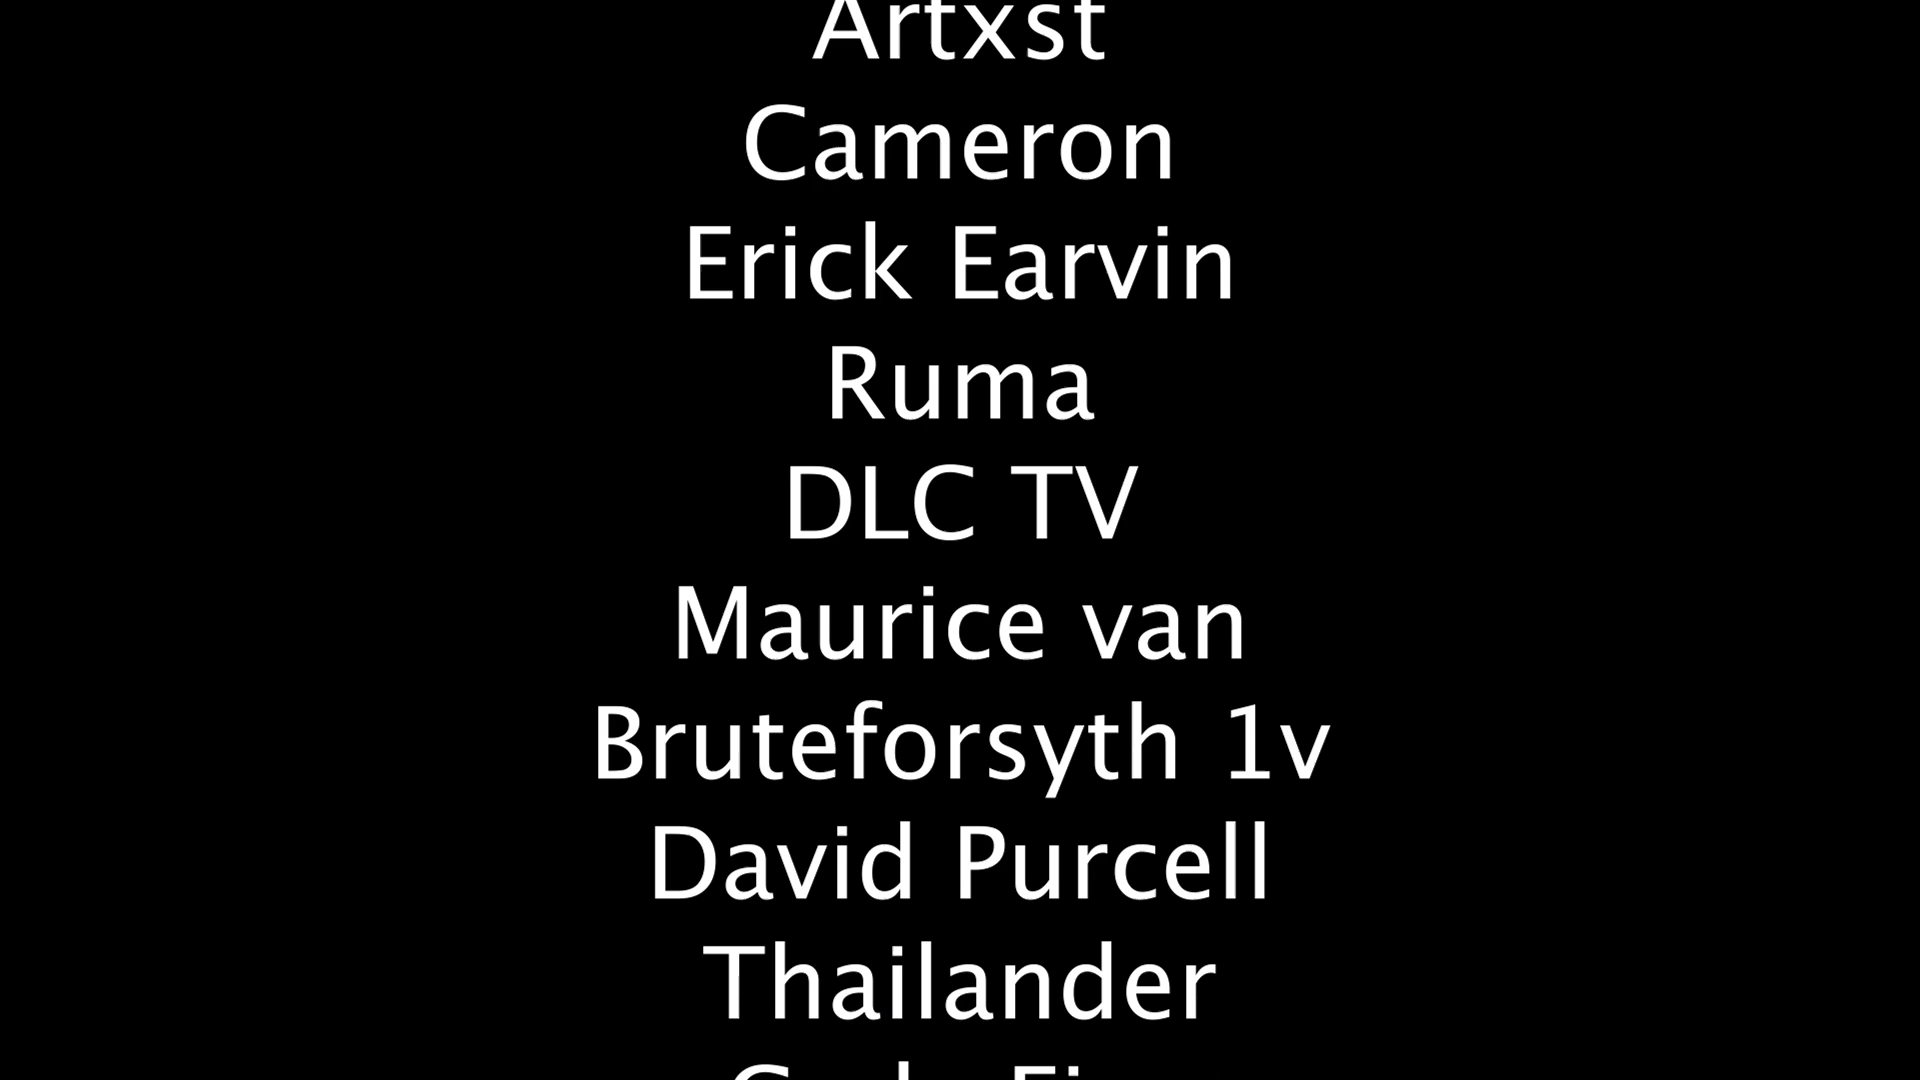 Artxst
Cameron
Erick Earvin
Ruma
DLC TV
Maurice van
Bruteforsyth 1v
David Purcell
Thailander